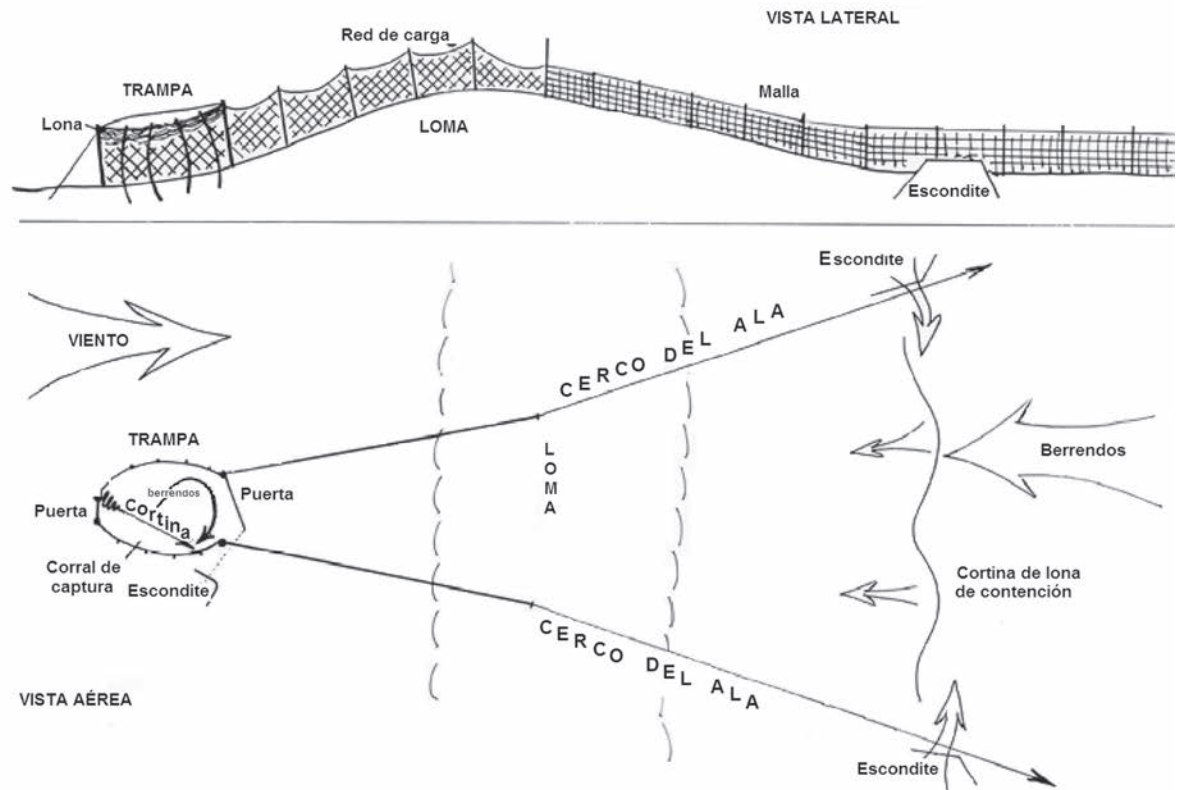 VISTA LATERAL
Red de carga
TRAMPA
Malla
Lona
LOMA
Escondite
Escondite
VIENTO
CERCO DEL ALA
TRAMPA
LOMA
Berrendos
berrendos
Puerta
Cortina
Puerta
Corral de
captura
Escondite
Cortina de lona
de contención
CERCO DEL ALA
VISTA AÉREA
Escondite